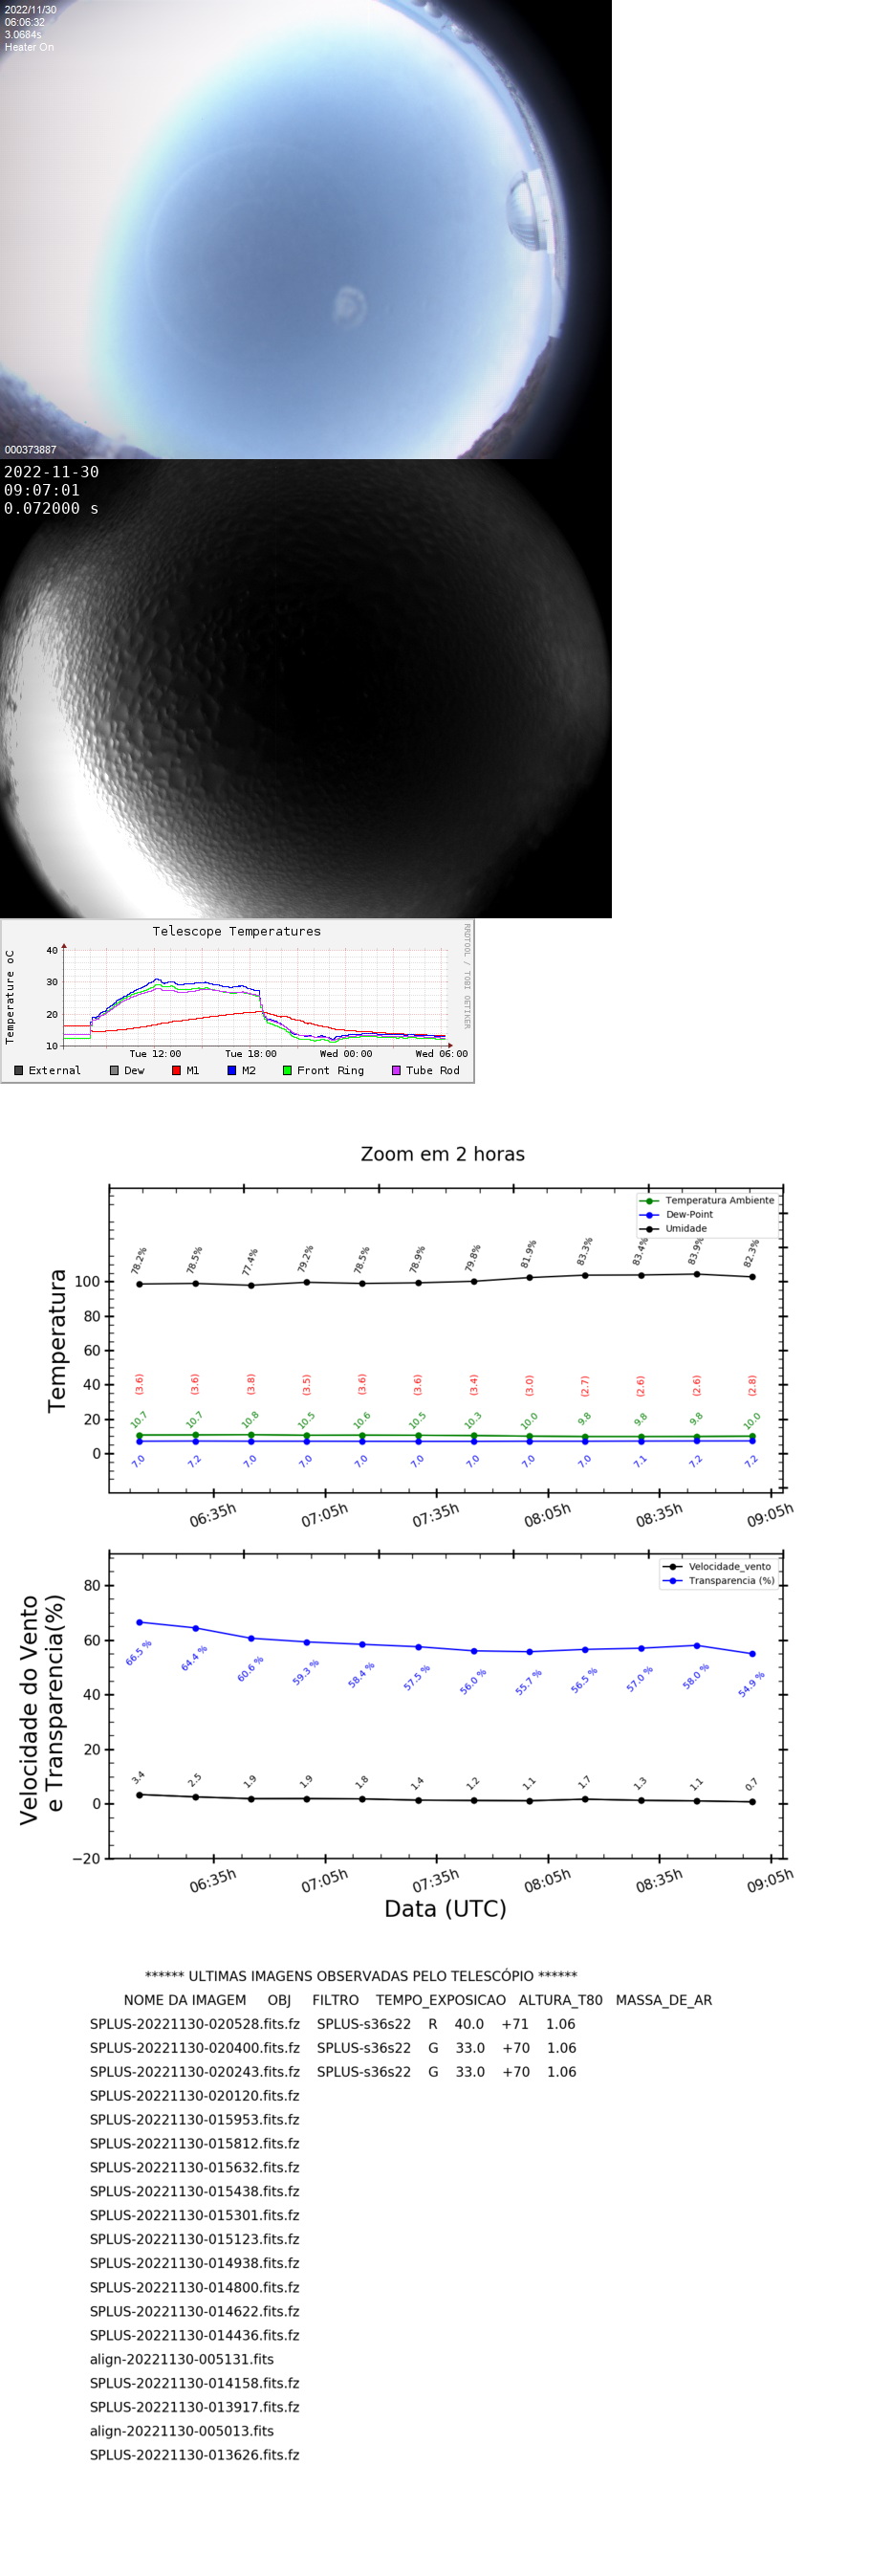 2022/11/30
06:06:32
3.0684s
Heater On
000373887
2022-11-30
09:07:01
0.072000 s
Telescope Temperatures
RRDTOOL / TOBI OETIKER
Temperature oC
40
30
20
10
Tue 12:00 Tue 18:00 Wed 00:00 Wed 06:00
External Dew M1 M2 Front Ring Tube Rod
Zoom em 2 horas
Temperatura Ambiente
Dew-Point
Umidade
Temperatura
100
80
60
40
20
0
78.2% 78.5% 77.4% 79.2% 78.5% 78.9% 79.8% 81.9% 83.3% 83.4% 83.9% 82.3%
(3.6) (3.6) (3.8) (3.5) (3.6) (3.6) (3.4) (3.0) (2.7) (2.6) (2.6) (2.8)
10.7 10.7 10.8 10.5 10.6 10.5 10.3 10.0 9.8 9.8 9.8 10.0
7.0 7.2 7.0 7.0 7.0 7.0 7.0 7.0 7.0 7.1 7.2 7.2
06:35h 07:05h 07:35h 08:05h 08:35h 09:05h
Velocidade_vento
Transparencia (%)
Velocidade do Vento
e Transparencia(%)
80
60
40
20
0
−20
66.5 % 64.4 % 60.6 % 59.3 % 58.4 % 57.5 % 56.0 % 55.7 % 56.5 % 57.0 % 58.0 % 54.9 %
3.4 2.5 1.9 1.9 1.8 1.4 1.2 1.1 1.7 1.3 1.1 0.7
06:35h 07:05h 07:35h 08:05h 08:35h 09:05h
Data (UTC)
****** ULTIMAS IMAGENS OBSERVADAS PELO TELESCÓPIO ******
NOME DA IMAGEM OBJ FILTRO TEMPO_EXPOSICAO ALTURA_T80 MASSA_DE_AR
SPLUS-20221130-020528.fits.fz SPLUS-s36s22 R 40.0 +71 1.06
SPLUS-20221130-020400.fits.fz SPLUS-s36s22 G 33.0 +70 1.06
SPLUS-20221130-020243.fits.fz SPLUS-s36s22 G 33.0 +70 1.06
SPLUS-20221130-020120.fits.fz
SPLUS-20221130-015953.fits.fz
SPLUS-20221130-015812.fits.fz
SPLUS-20221130-015632.fits.fz
SPLUS-20221130-015438.fits.fz
SPLUS-20221130-015301.fits.fz
SPLUS-20221130-015123.fits.fz
SPLUS-20221130-014938.fits.fz
SPLUS-20221130-014800.fits.fz
SPLUS-20221130-014622.fits.fz
SPLUS-20221130-014436.fits.fz
align-20221130-005131.fits
SPLUS-20221130-014158.fits.fz
SPLUS-20221130-013917.fits.fz
align-20221130-005013.fits
SPLUS-20221130-013626.fits.fz